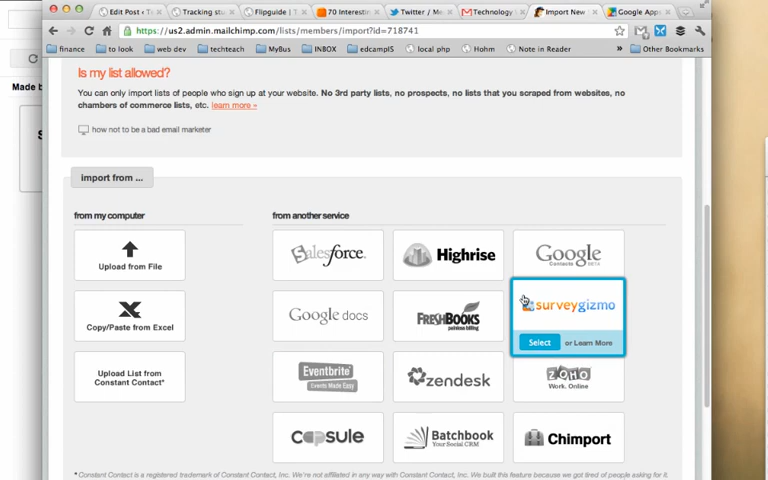 Edit Post ‹ T
Tracking stu
Flipguide | T
70 Interestin
Twitter / Me
Technology
Import New
Google Apps
https://us2.admin.mailchimp.com/lists/members/import?id=718741
finance
to look
web dev
techteach
MyBus
INBOX
edcampIS
local php
Hohm
Note in Reader
»
Other Bookmarks
Made b
S
Is my list allowed?
You can only import lists of people who sign up at your website. No 3rd party lists, no prospects, no lists that you scraped from websites, no
chambers of commerce lists, etc. learn more »
how not to be a bad email marketer
import from ...
from my computer
from another service
Upload from File
salesforce.
Highrise
Google
Contacts BETA
Copy/Paste from Excel
Google docs
FRESHBOOKS
painless billing
surveygizmo
Select or Learn More
Upload List from
Constant Contact*
Eventbrite
Events Made Easy
zendesk
ZOHO
Work. Online
capsule
Batchbook
Your Social CRM
Chimport
* Constant Contact is a registered trademark of Constant Contact, Inc. We're not affiliated in any way with Constant Contact, Inc. We built this feature because we got tired of people asking for it.